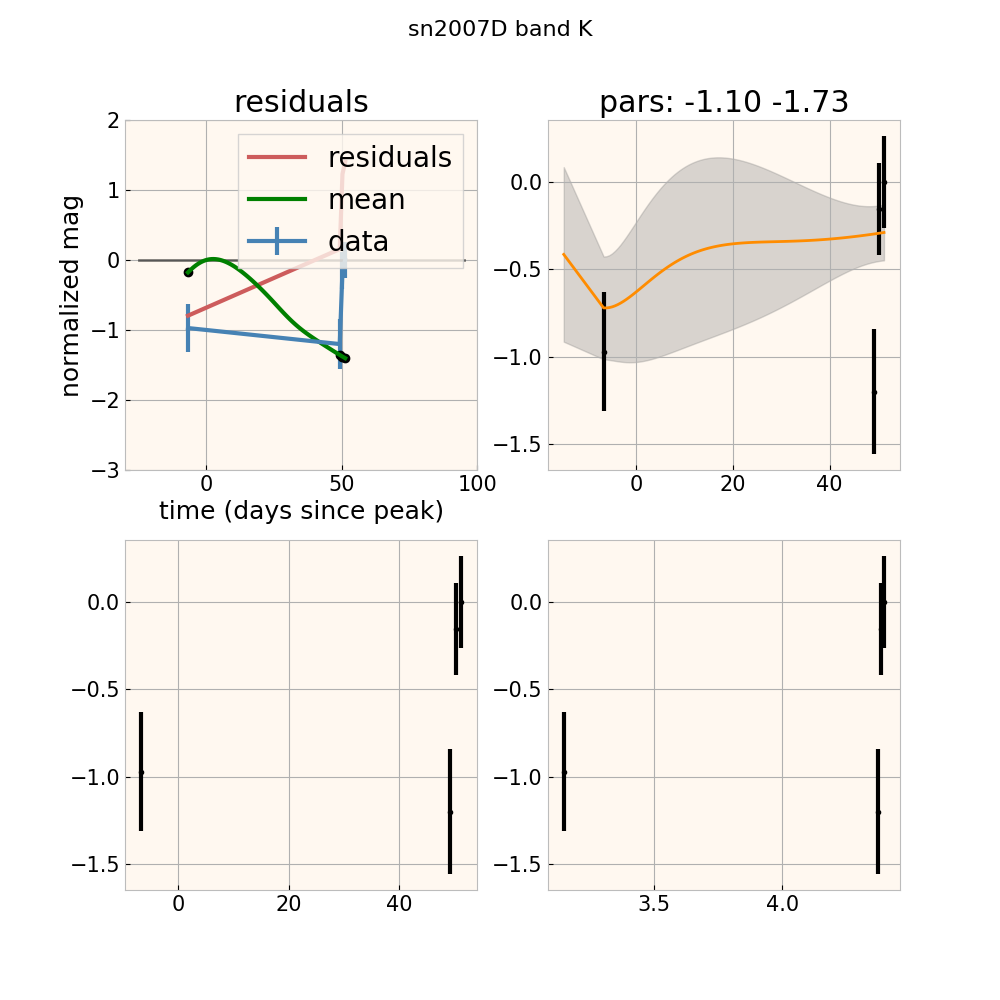 sn2007D band K
residuals
pars: -1.10 -1.73
normalized mag
2
1
0
−1
−2
−3
residuals
mean
data
0 50 100
time (days since peak)
0.0
−0.5
−1.0
−1.5
0 20 40
0.0
−0.5
−1.0
−1.5
0 20 40
0.0
−0.5
−1.0
−1.5
3.5 4.0